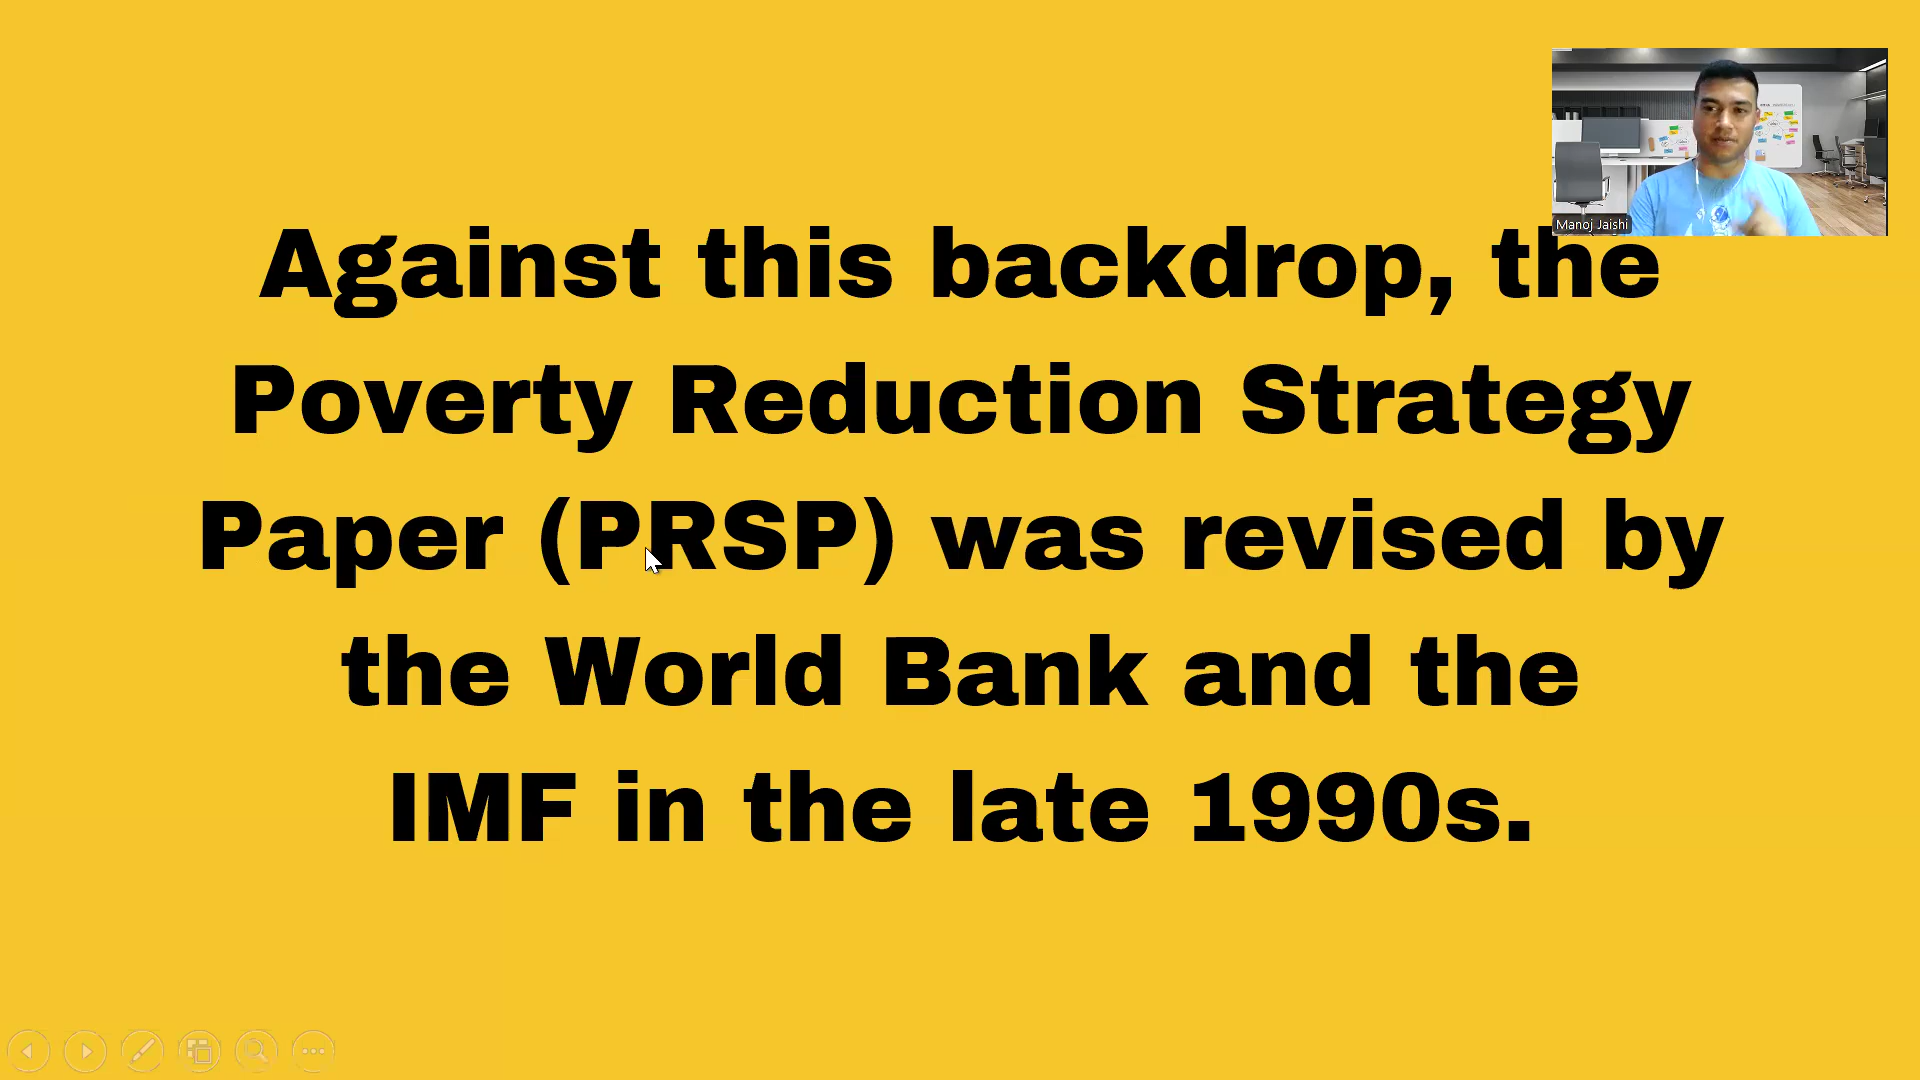 Manoj Jaishi
Against this backdrop, the
Poverty Reduction Strategy
Paper (PRSP) was revised by
the World Bank and the
IMF in the late 1990s.